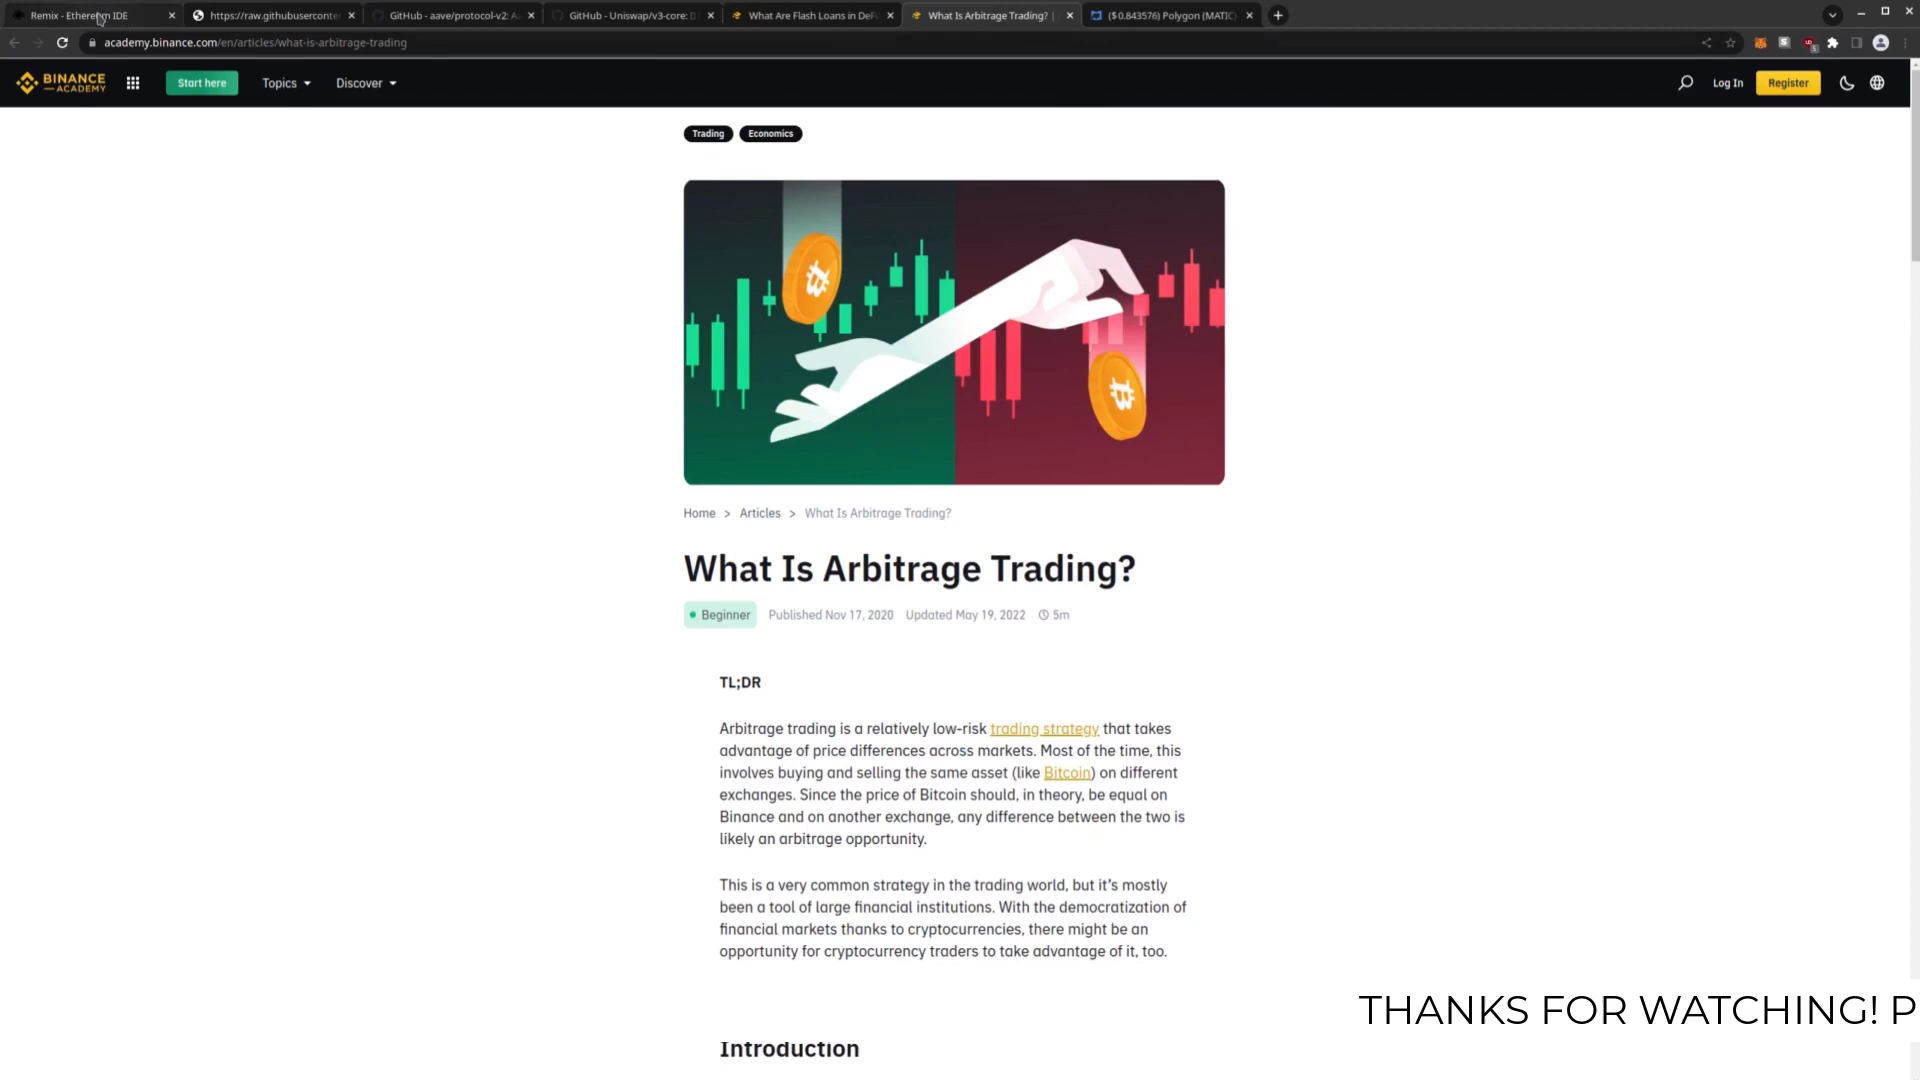 Remix - Ethereum IDE
https://raw.githubuserconte
GitHub - aave/protocol-v2: A
GitHub - Uniswap/v3-core: D
What Are Flash Loans in DeFi
What Is Arbitrage Trading? |
($0.843576) Polygon (MATIC)
academy.binance.com/en/articles/what-is-arbitrage-trading
BINANCE
ACADEMY
Start here
Topics
Discover
Log In
Register
Trading
Economics
Home > Articles > What Is Arbitrage Trading?
What Is Arbitrage Trading?
Beginner
Published Nov 17, 2020
Updated May 19, 2022
5m
TL;DR
Arbitrage trading is a relatively low-risk trading strategy that takes
advantage of price differences across markets. Most of the time, this
involves buying and selling the same asset (like Bitcoin) on different
exchanges. Since the price of Bitcoin should, in theory, be equal on
Binance and on another exchange, any difference between the two is
likely an arbitrage opportunity.
This is a very common strategy in the trading world, but it's mostly
been a tool of large financial institutions. With the democratization of
financial markets thanks to cryptocurrencies, there might be an
opportunity for cryptocurrency traders to take advantage of it, too.
THANKS FOR WATCHING! P
Introduction